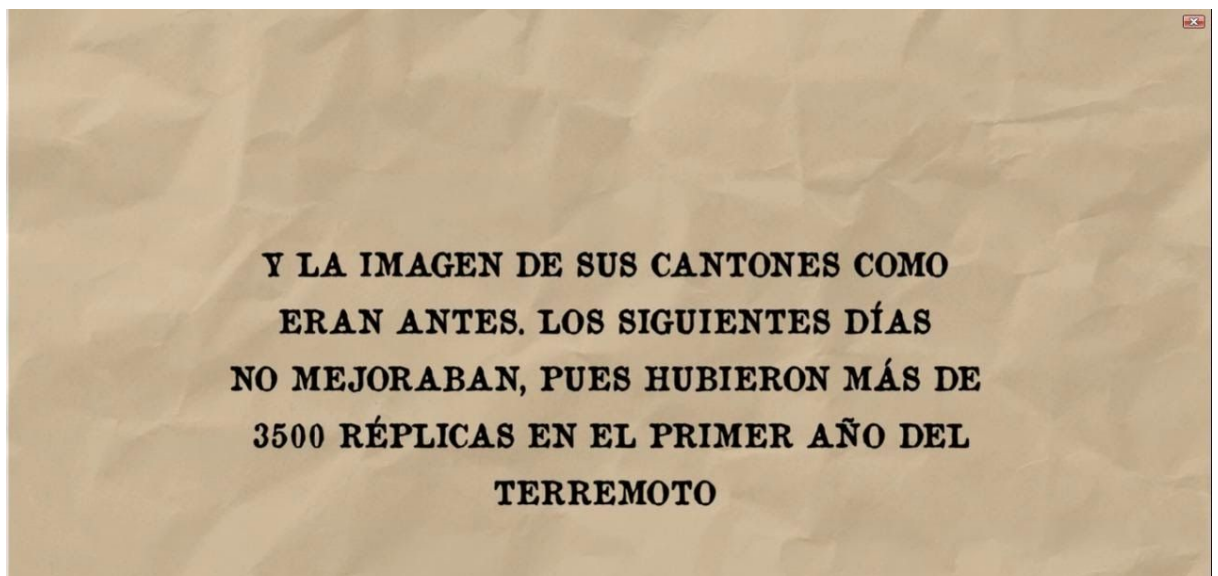 Y LA IMAGEN DE SUS CANTONES COMO
ERAN ANTES. LOS SIGUIENTES DÍAS
NO MEJORABAN, PUES HUBIERON MÁS DE
3500 RÉPLICAS EN EL PRIMER AÑO DEL
TERREMOTO